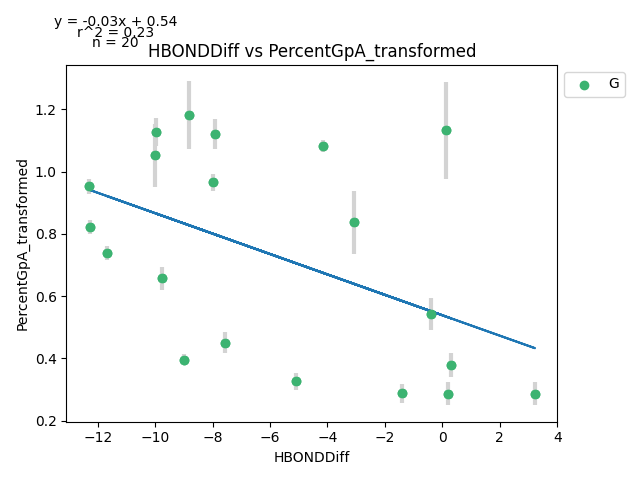 y = -0.03x + 0.54
r^2 = 0.23
n = 20
HBONDDiff vs PercentGpA_transformed
G
1.2
1.0
0.8
0.6
0.4
0.2
PercentGpA_transformed
−12 −10 −8 −6 −4 −2 0 2 4
HBONDDiff